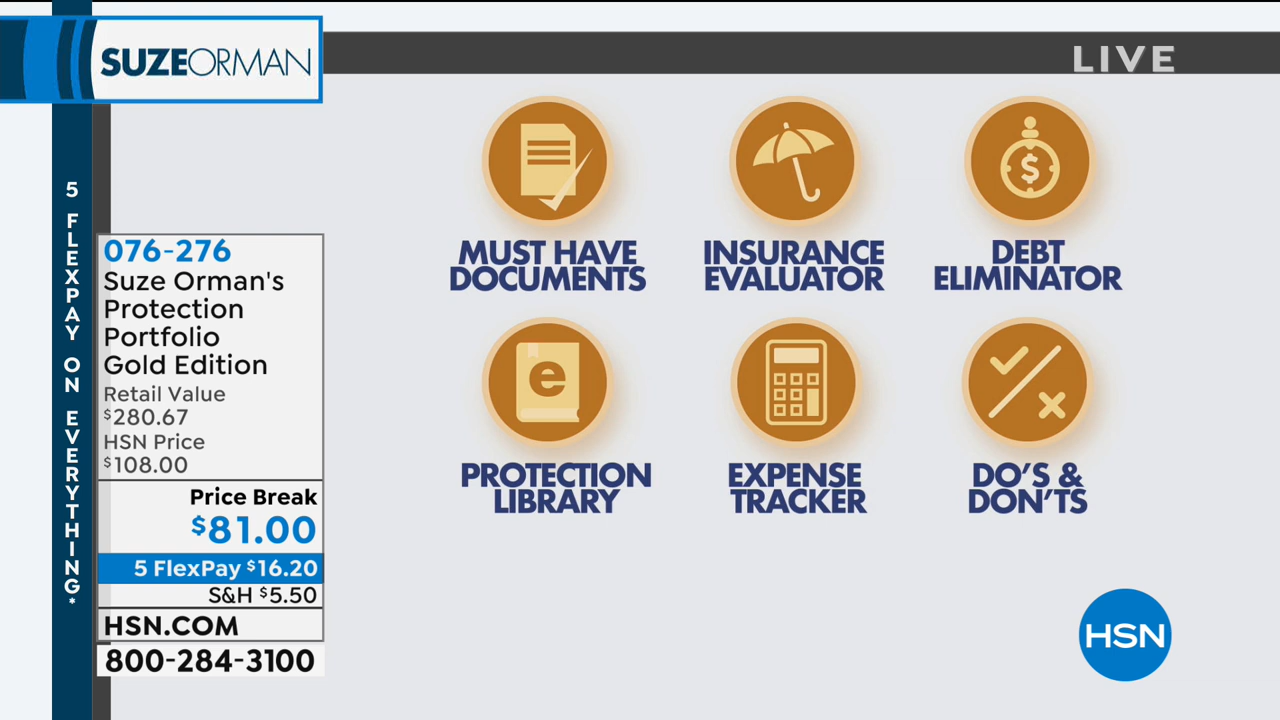 SUZEORMAN
LIVE
5 FLEXPAY ON EVERYTHING*
076-276
Suze Orman's
Protection
Portfolio
Gold Edition
Retail Value
$280.67
HSN Price
$108.00
Price Break
$81.00
5 FlexPay $16.20
S&H $5.50
HSN.COM
800-284-3100
MUST HAVE
DOCUMENTS
INSURANCE
EVALUATOR
$
DEBT
ELIMINATOR
e
PROTECTION
LIBRARY
EXPENSE
TRACKER
DO'S &
DON'TS
HSN